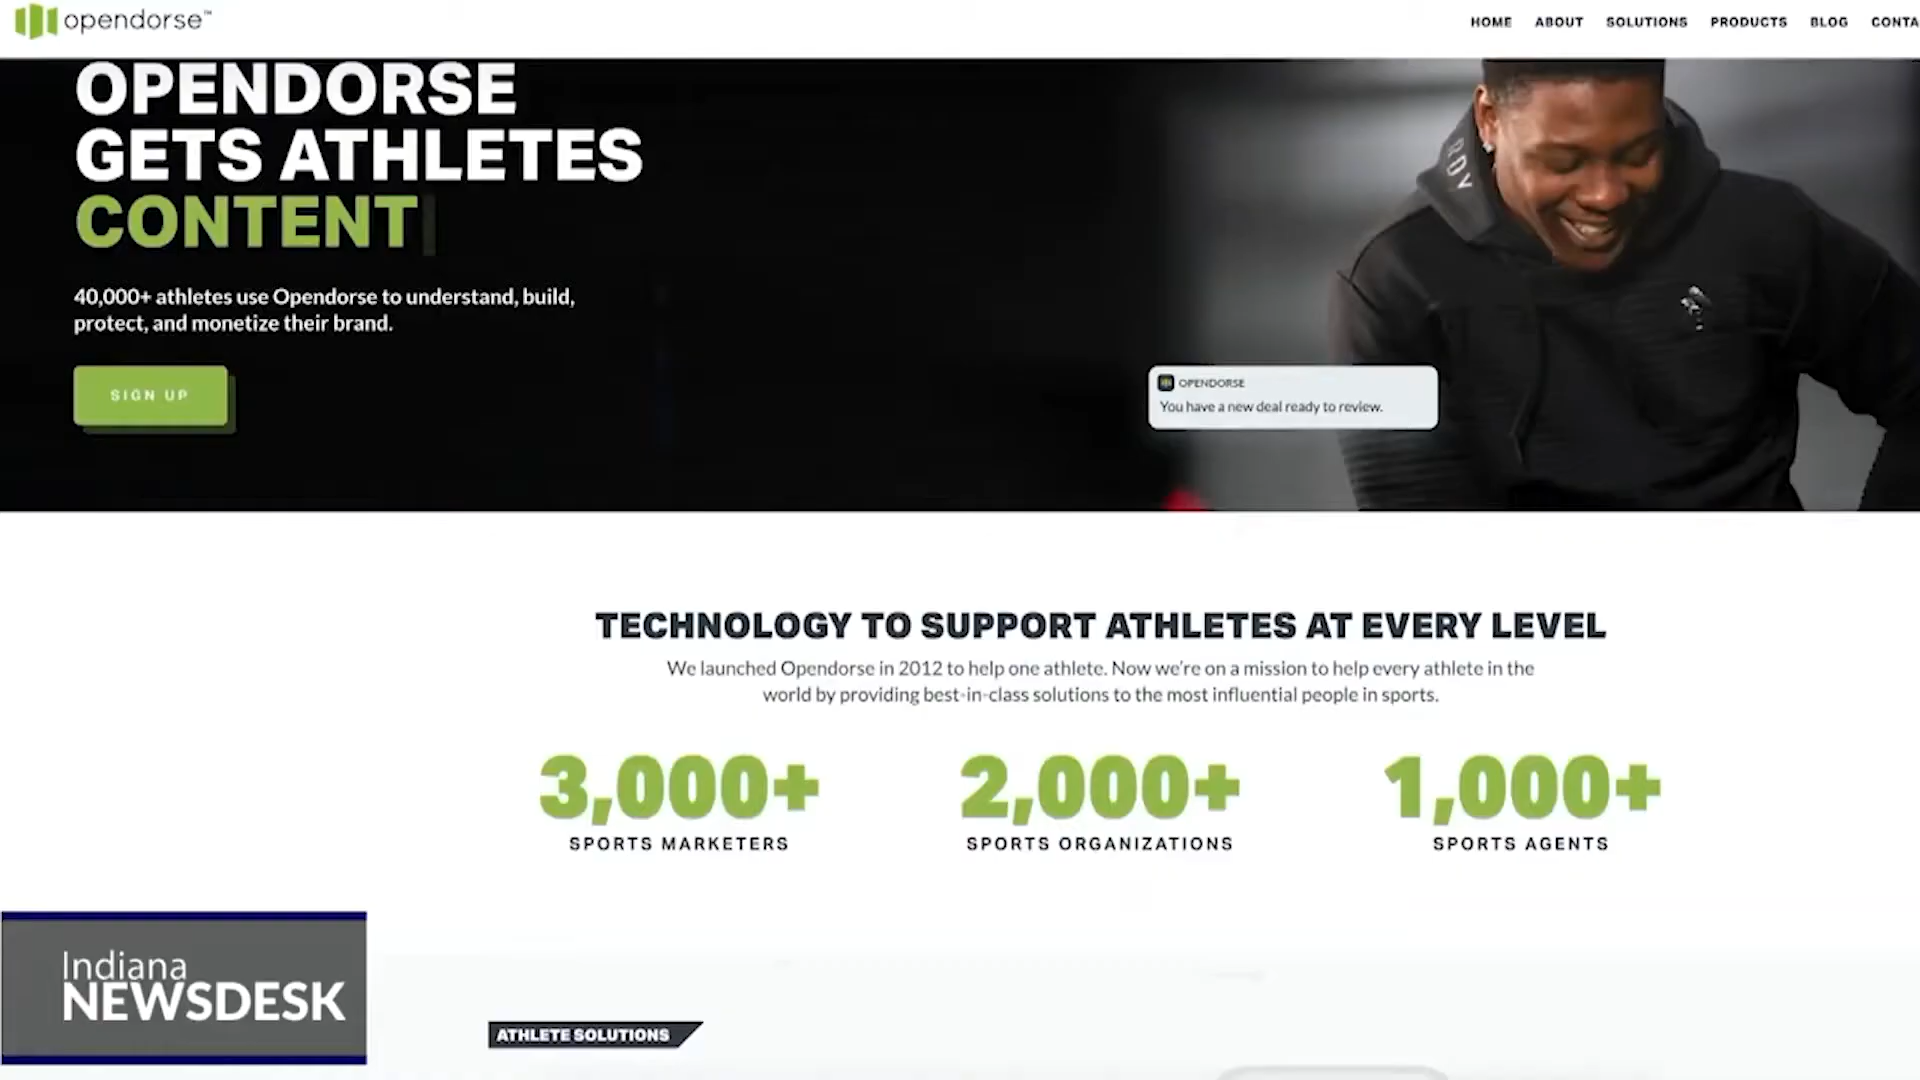 opendorse™
HOME ABOUT SOLUTIONS PRODUCTS BLOG CONTA
OPENDORSE
GETS ATHLETES
CONTENT
40,000+ athletes use Opendorse to understand, build,
protect, and monetize their brand.
SIGN UP
RDY
OPENDORSE
You have a new deal ready to review.
TECHNOLOGY TO SUPPORT ATHLETES AT EVERY LEVEL
We launched Opendorse in 2012 to help one athlete. Now we're on a mission to help every athlete in the
world by providing best-in-class solutions to the most influential people in sports.
3,000+ 2,000+ 1,000+
SPORTS MARKETERS SPORTS ORGANIZATIONS SPORTS AGENTS
Indiana
NEWSDESK
ATHLETE SOLUTIONS